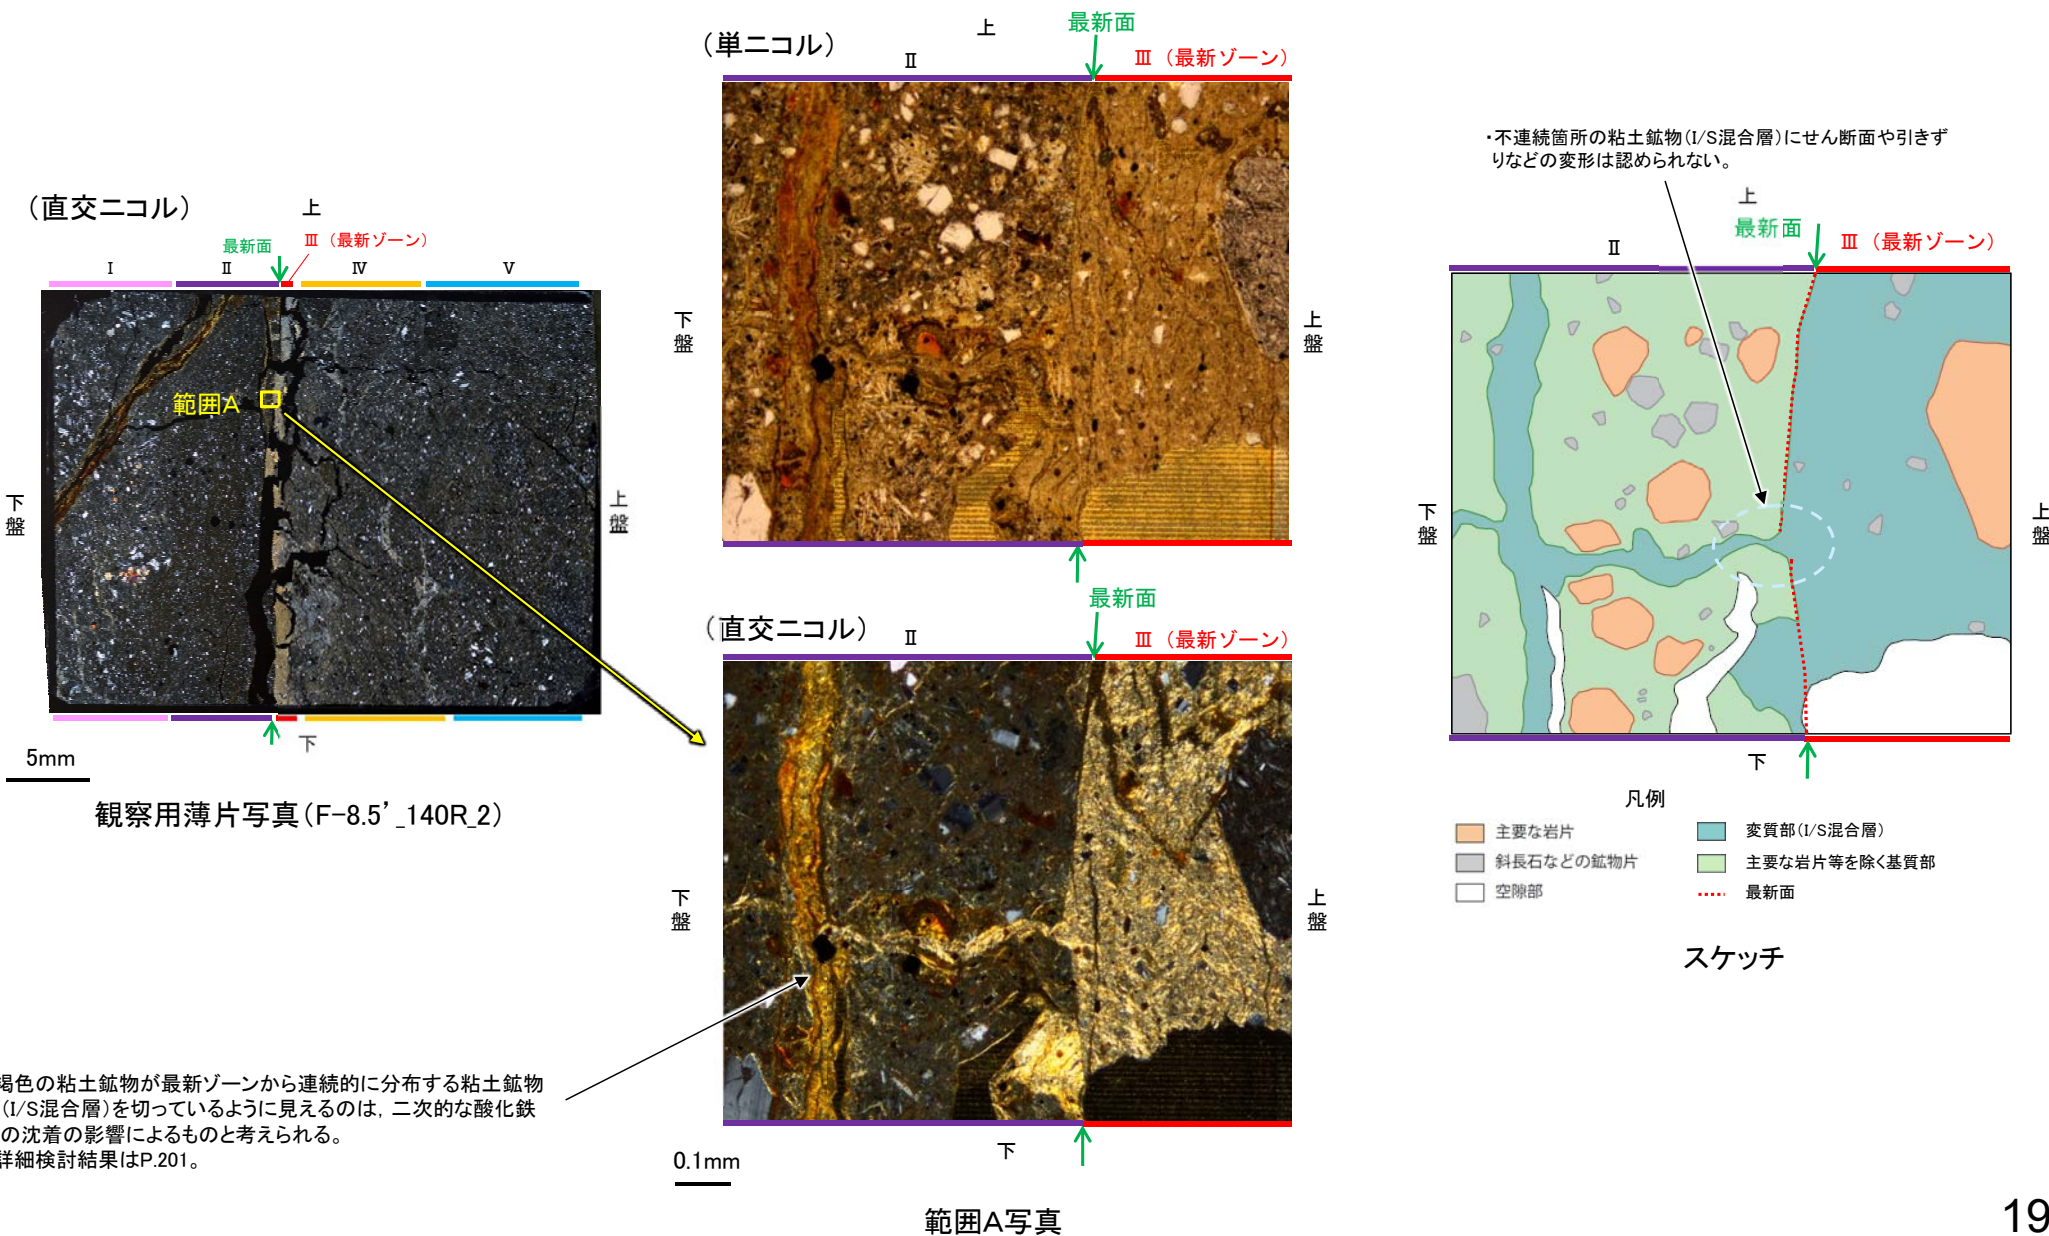 (直交ニコル)
上
最新面
Ⅲ (最新ゾーン)
Ⅰ
Ⅱ
Ⅳ
Ⅴ
範囲A
下盤
上盤
下
5mm
観察用薄片写真(F-8.5’_140R_2)
褐色の粘土鉱物が最新ゾーンから連続的に分布する粘土鉱物
(I/S混合層)を切っているように見えるのは, 二次的な酸化鉄
の沈着の影響によるものと考えられる。
詳細検討結果はP.201。
(単ニコル)
上
最新面
Ⅱ
Ⅲ (最新ゾーン)
下盤
上盤
最新面
(直交ニコル)
Ⅱ
Ⅲ (最新ゾーン)
下盤
上盤
下
0.1mm
範囲A写真
・不連続箇所の粘土鉱物(I/S混合層)にせん断面や引きず
りなどの変形は認められない。
上
最新面
Ⅱ
Ⅲ (最新ゾーン)
下盤
上盤
下
凡例
主要な岩片
変質部(I/S混合層)
斜長石などの鉱物片
主要な岩片等を除く基質部
空隙部
最新面
スケッチ
19